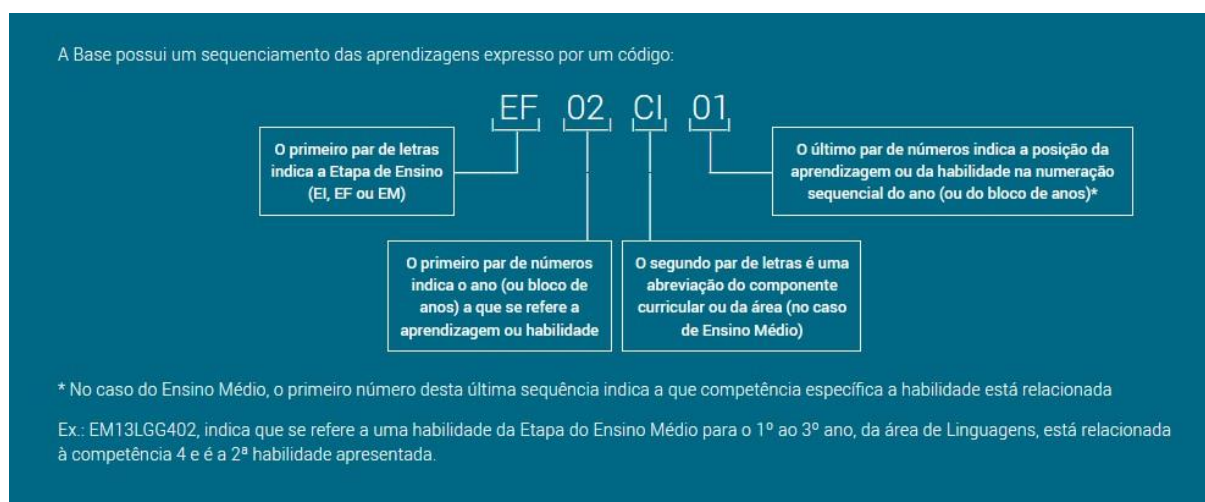 A Base possui um sequenciamento das aprendizagens expresso por um código:
EF 02 CI 01
O primeiro par de letras
indica a Etapa de Ensino
(EI, EF ou EM)
O último par de números indica a posição da
aprendizagem ou da habilidade na numeração
sequencial do ano (ou do bloco de anos)*
O primeiro par de números
indica o ano (ou bloco de
anos) a que se refere a
aprendizagem ou habilidade
O segundo par de letras é uma
abreviação do componente
curricular ou da área (no caso
de Ensino Médio)
* No caso do Ensino Médio, o primeiro número desta última sequência indica a que competência específica a habilidade está relacionada
Ex.: EM13LGG402, indica que se refere a uma habilidade da Etapa do Ensino Médio para o 1º ao 3º ano, da área de Linguagens, está relacionada
à competência 4 e é a 2ª habilidade apresentada.